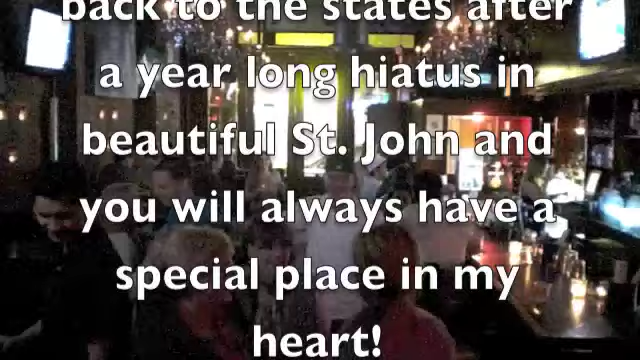 back to the states after
a year long hiatus in
beautiful St. John and
you will always have a
special place in my
heart!